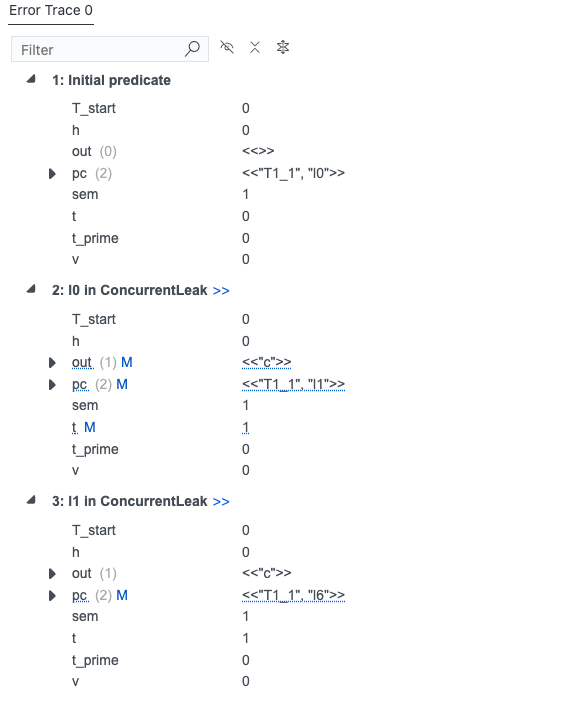 Error Trace 0
Filter
1: Initial predicate
T_start 0
h 0
out (0) <<>>
pc (2) <<"T1_1", "l0">>
sem 1
t 0
t_prime 0
v 0
2: l0 in ConcurrentLeak >>
T_start 0
h 0
out (1) M <<"c">>
pc (2) M <<"T1_1", "l1">>
sem 1
t M 1
t_prime 0
v 0
3: l1 in ConcurrentLeak >>
T_start 0
h 0
out (1) <<"c">>
pc (2) M <<"T1_1", "l6">>
sem 1
t 1
t_prime 0
v 0